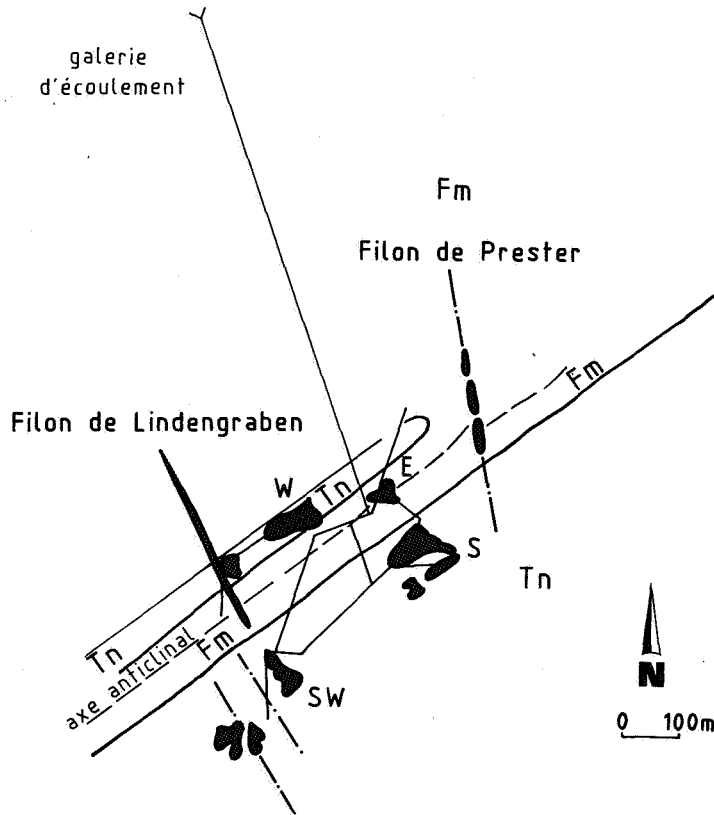 galerie
d'écoulement
Fm
Filon de Prester
Fm
Filon de Lindengraben
W
Tn
E
S
Tn
Tn
axe anticlinal
Fm
SW
N
0 100m